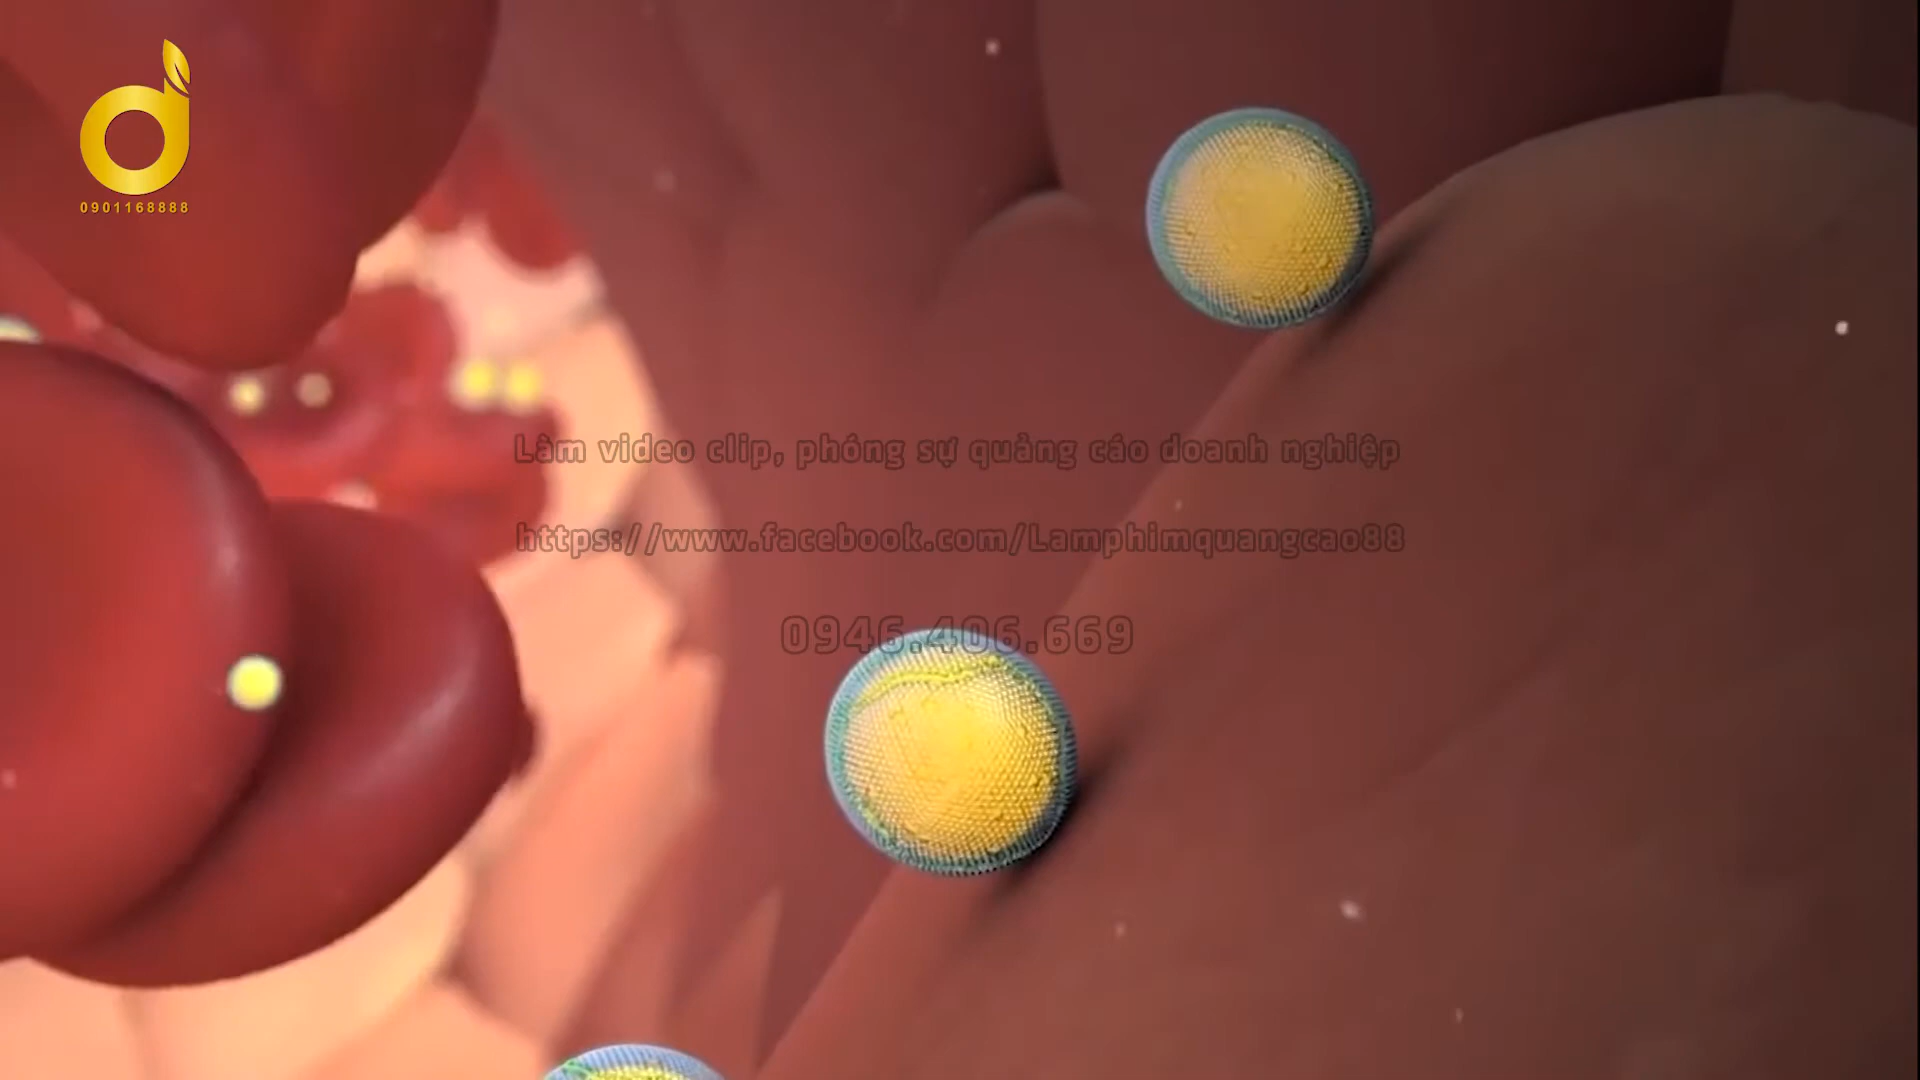 0901168888
Làm video clip, phóng sự quảng cáo doanh nghiệp
https://www.facebook.com/Lamphimquangcao88
0946.406.669